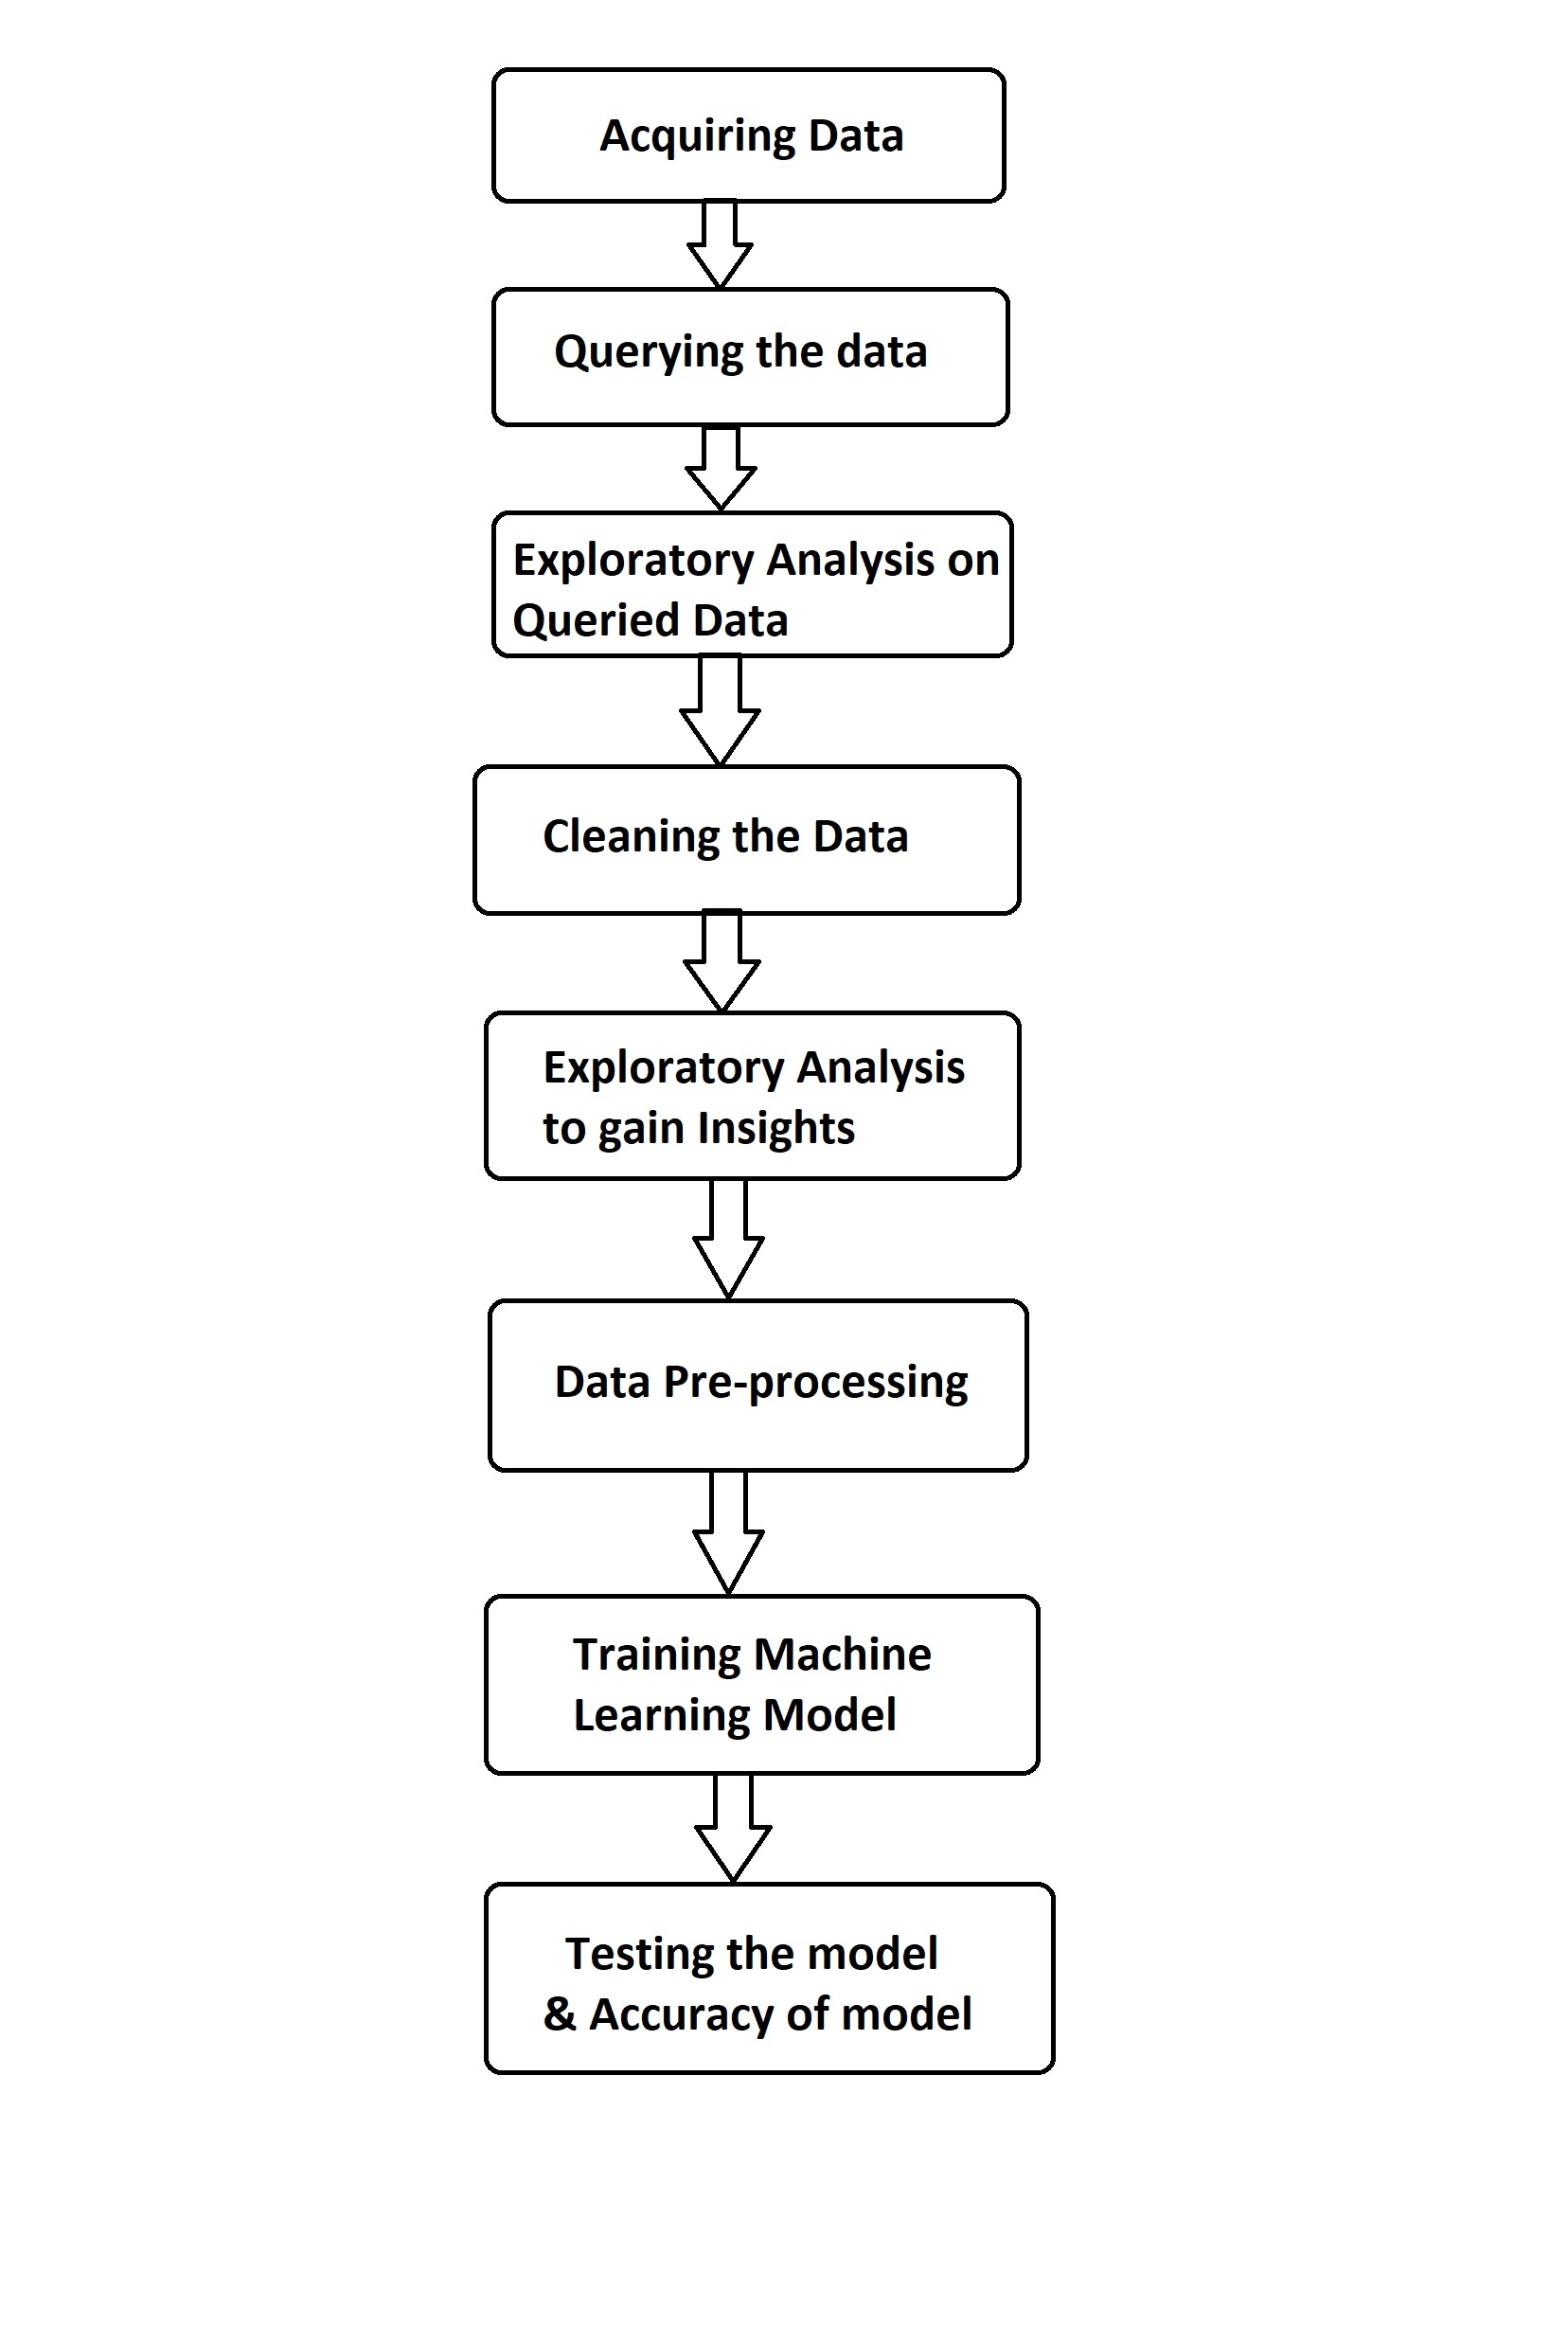 Acquiring Data
Querying the data
Exploratory Analysis on
Queried Data
Cleaning the Data
Exploratory Analysis
to gain Insights
Data Pre-processing
Training Machine
Learning Model
Testing the model
& Accuracy of model